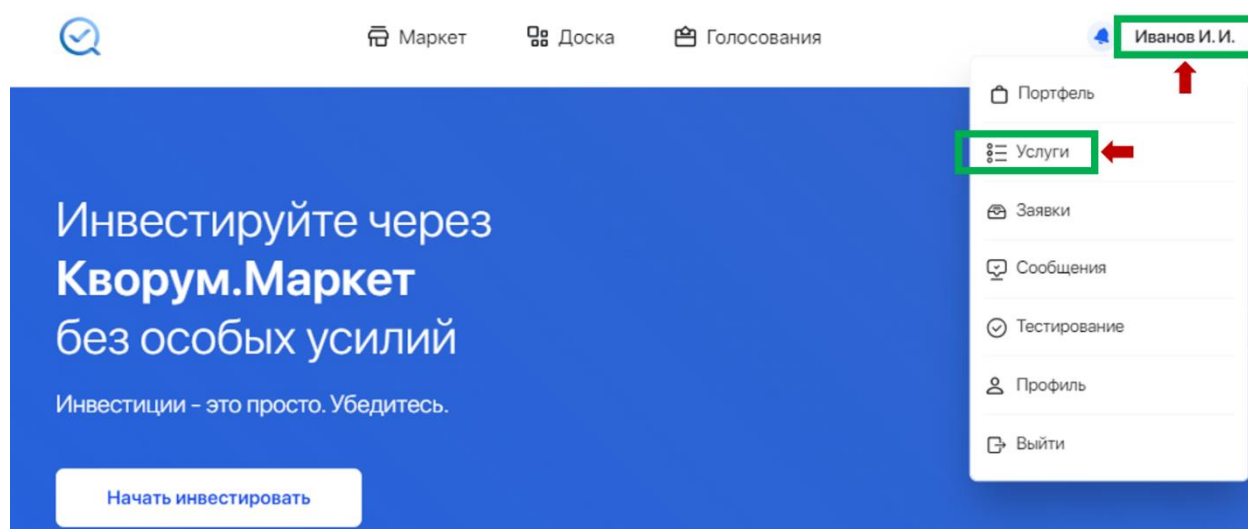 Маркет Доска Голосования Иванов И. И.
Портфель
Услуги
Заявки
Сообщения
Тестирование
Профиль
Выйти
Инвестируйте через
Кворум.Маркет
без особых усилий
Инвестиции – это просто. Убедитесь.
Начать инвестировать